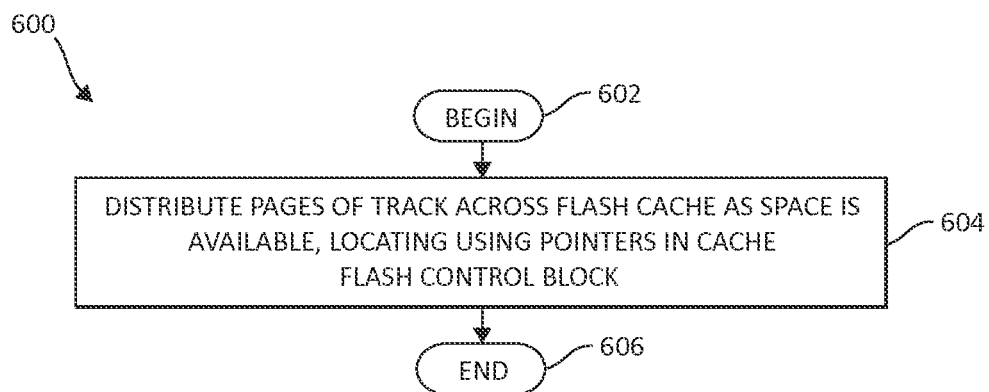 600
602
BEGIN
DISTRIBUTE PAGES OF TRACK ACROSS FLASH CACHE AS SPACE IS
AVAILABLE, LOCATING USING POINTERS IN CACHE
FLASH CONTROL BLOCK
604
606
END